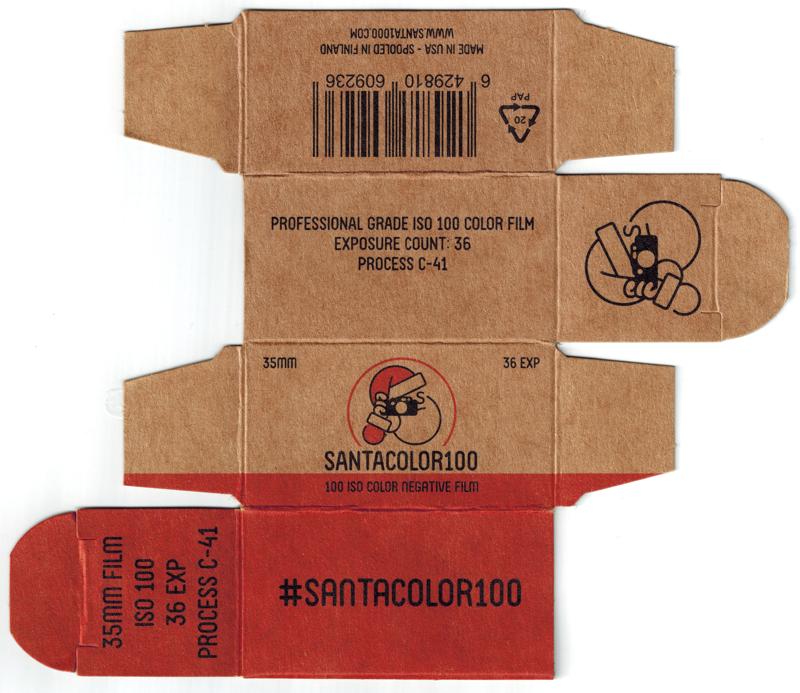 MADE IN USA - SPOOLED IN FINLAND
WWW.SANTA1000.COM
6 429810 609236
20
PAP
PROFESSIONAL GRADE ISO 100 COLOR FILM
EXPOSURE COUNT: 36
PROCESS C-41
35mm
36 EXP
SANTACOLOR100
100 ISO COLOR NEGATIVE FILM
35mm FILM
ISO 100
36 EXP
PROCESS C-41
#SANTACOLOR100